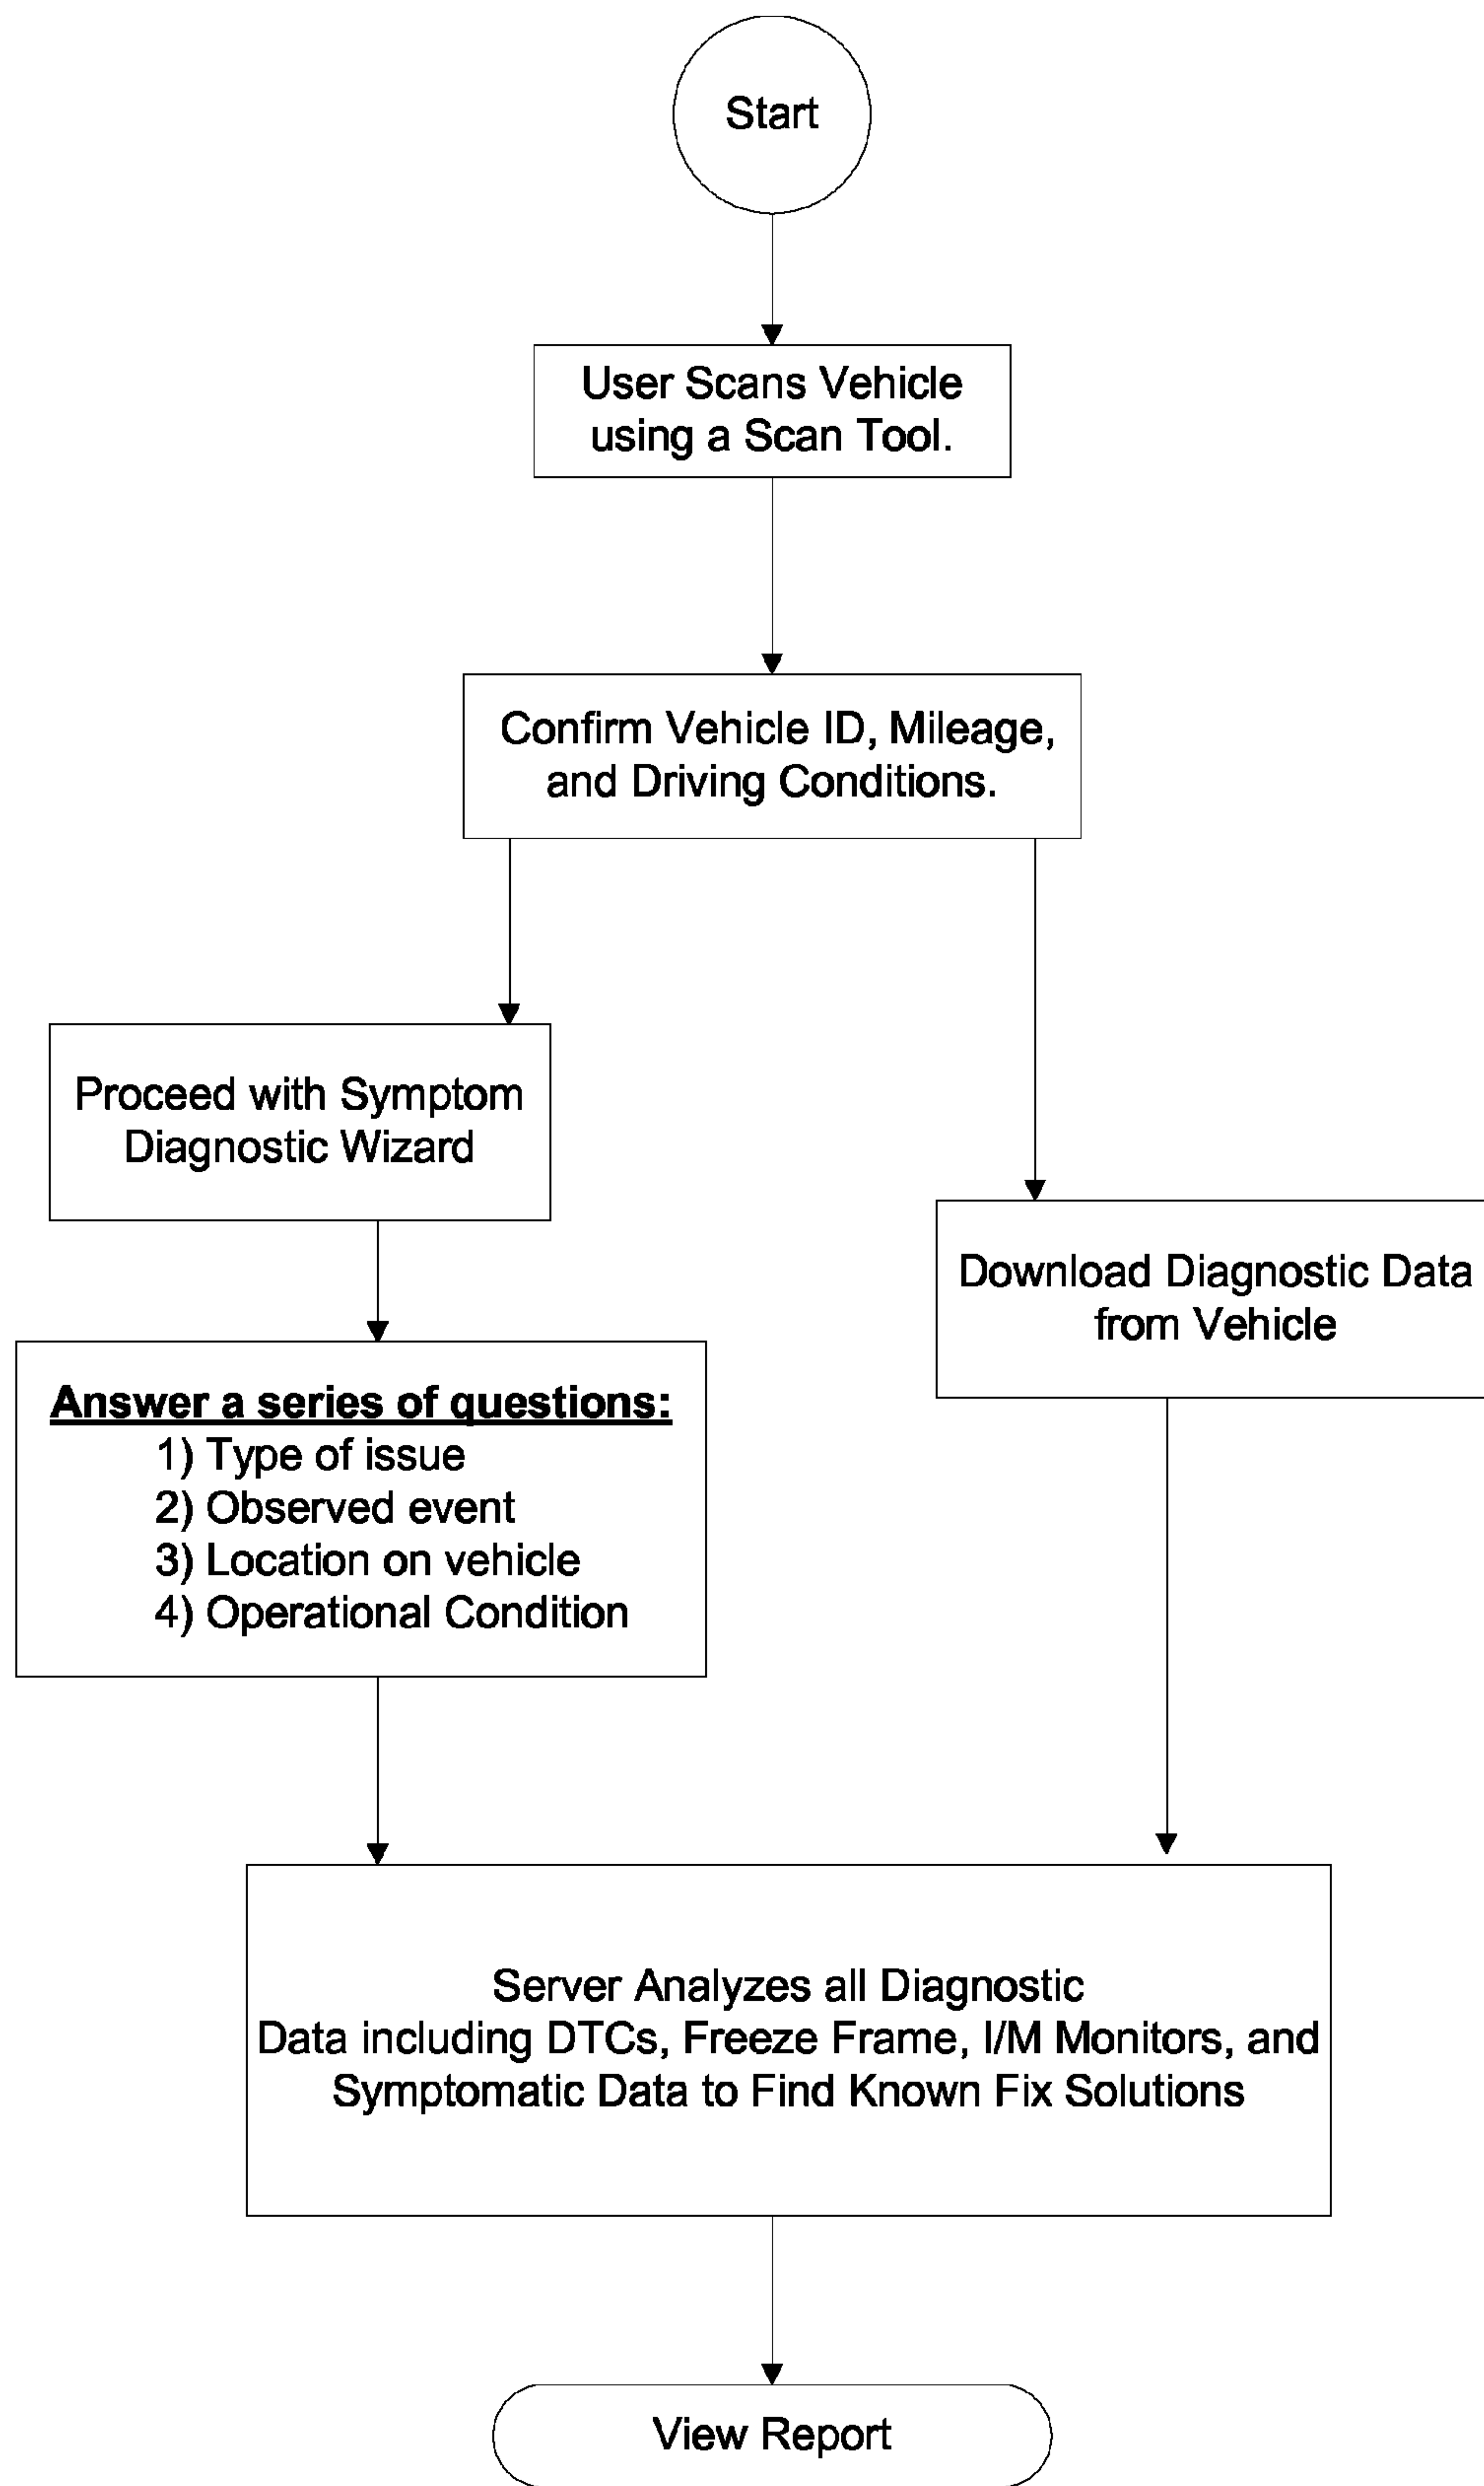 Start
User Scans Vehicle
using a Scan Tool.
Confirm Vehicle ID, Mileage,
and Driving Conditions.
Proceed with Symptom
Diagnostic Wizard
Download Diagnostic Data
from Vehicle
Answer a series of questions:
1) Type of issue
2) Observed event
3) Location on vehicle
4) Operational Condition
Server Analyzes all Diagnostic
Data including DTCs, Freeze Frame, I/M Monitors, and
Symptomatic Data to Find Known Fix Solutions
View Report